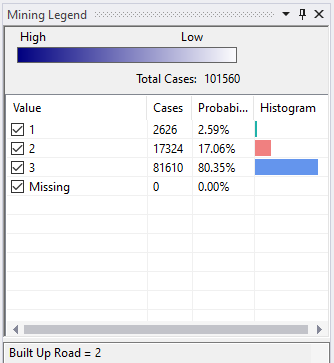 Mining Legend
High Low
Total Cases: 101560
Value Cases Probabi... Histogram
1 2626 2.59%
2 17324 17.06%
3 81610 80.35%
Missing 0 0.00%
Built Up Road = 2